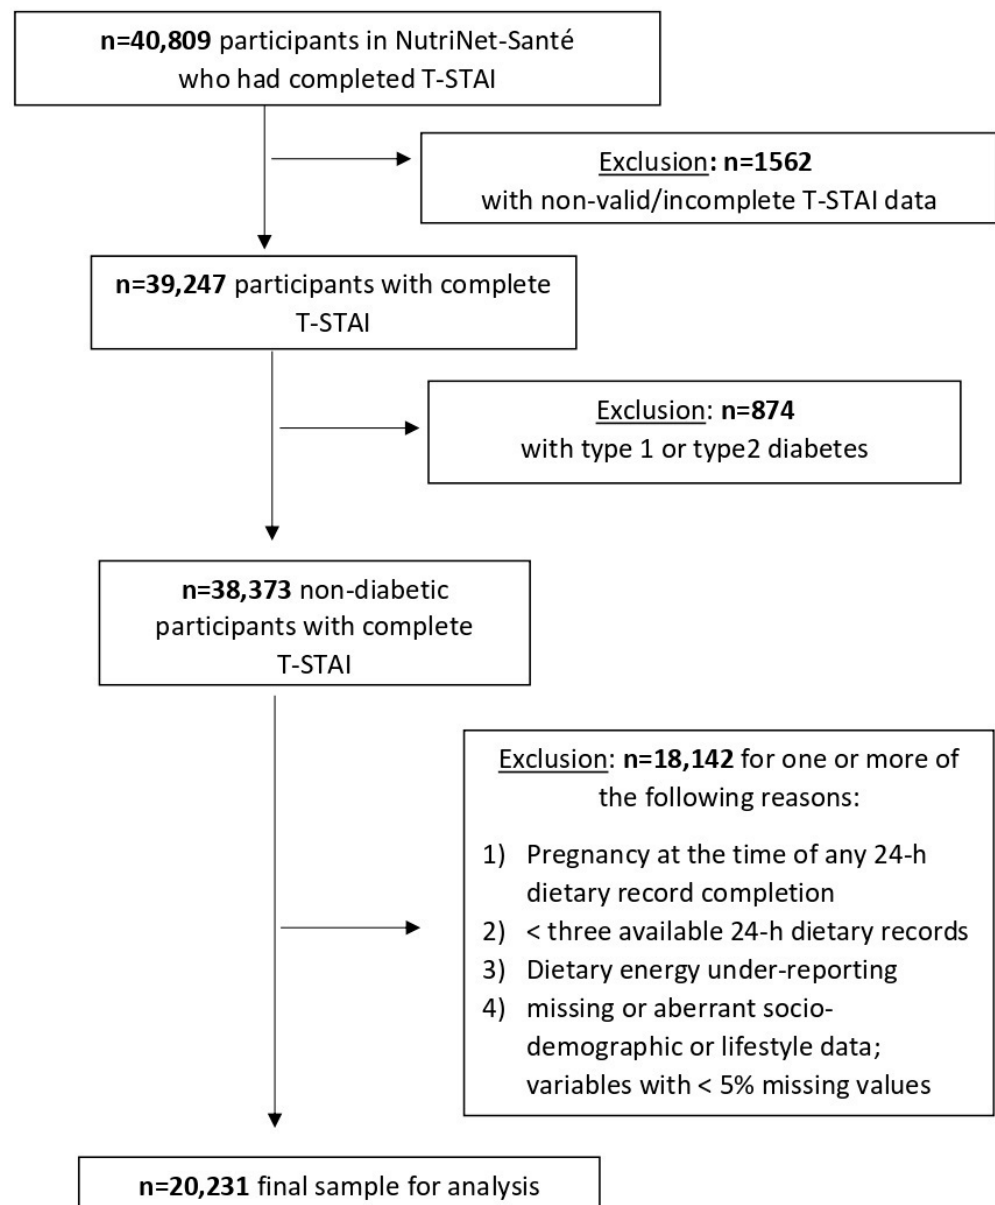 n=40,809 participants in NutriNet-Santé
who had completed T-STAI
Exclusion: n=1562
with non-valid/incomplete T-STAI data
n=39,247 participants with complete
T-STAI
Exclusion: n=874
with type 1 or type2 diabetes
n=38,373 non-diabetic
participants with complete
T-STAI
Exclusion: n=18,142 for one or more of
the following reasons:
1) Pregnancy at the time of any 24-h
dietary record completion
2) < three available 24-h dietary records
3) Dietary energy under-reporting
4) missing or aberrant socio-
demographic or lifestyle data;
variables with < 5% missing values
n=20,231 final sample for analysis